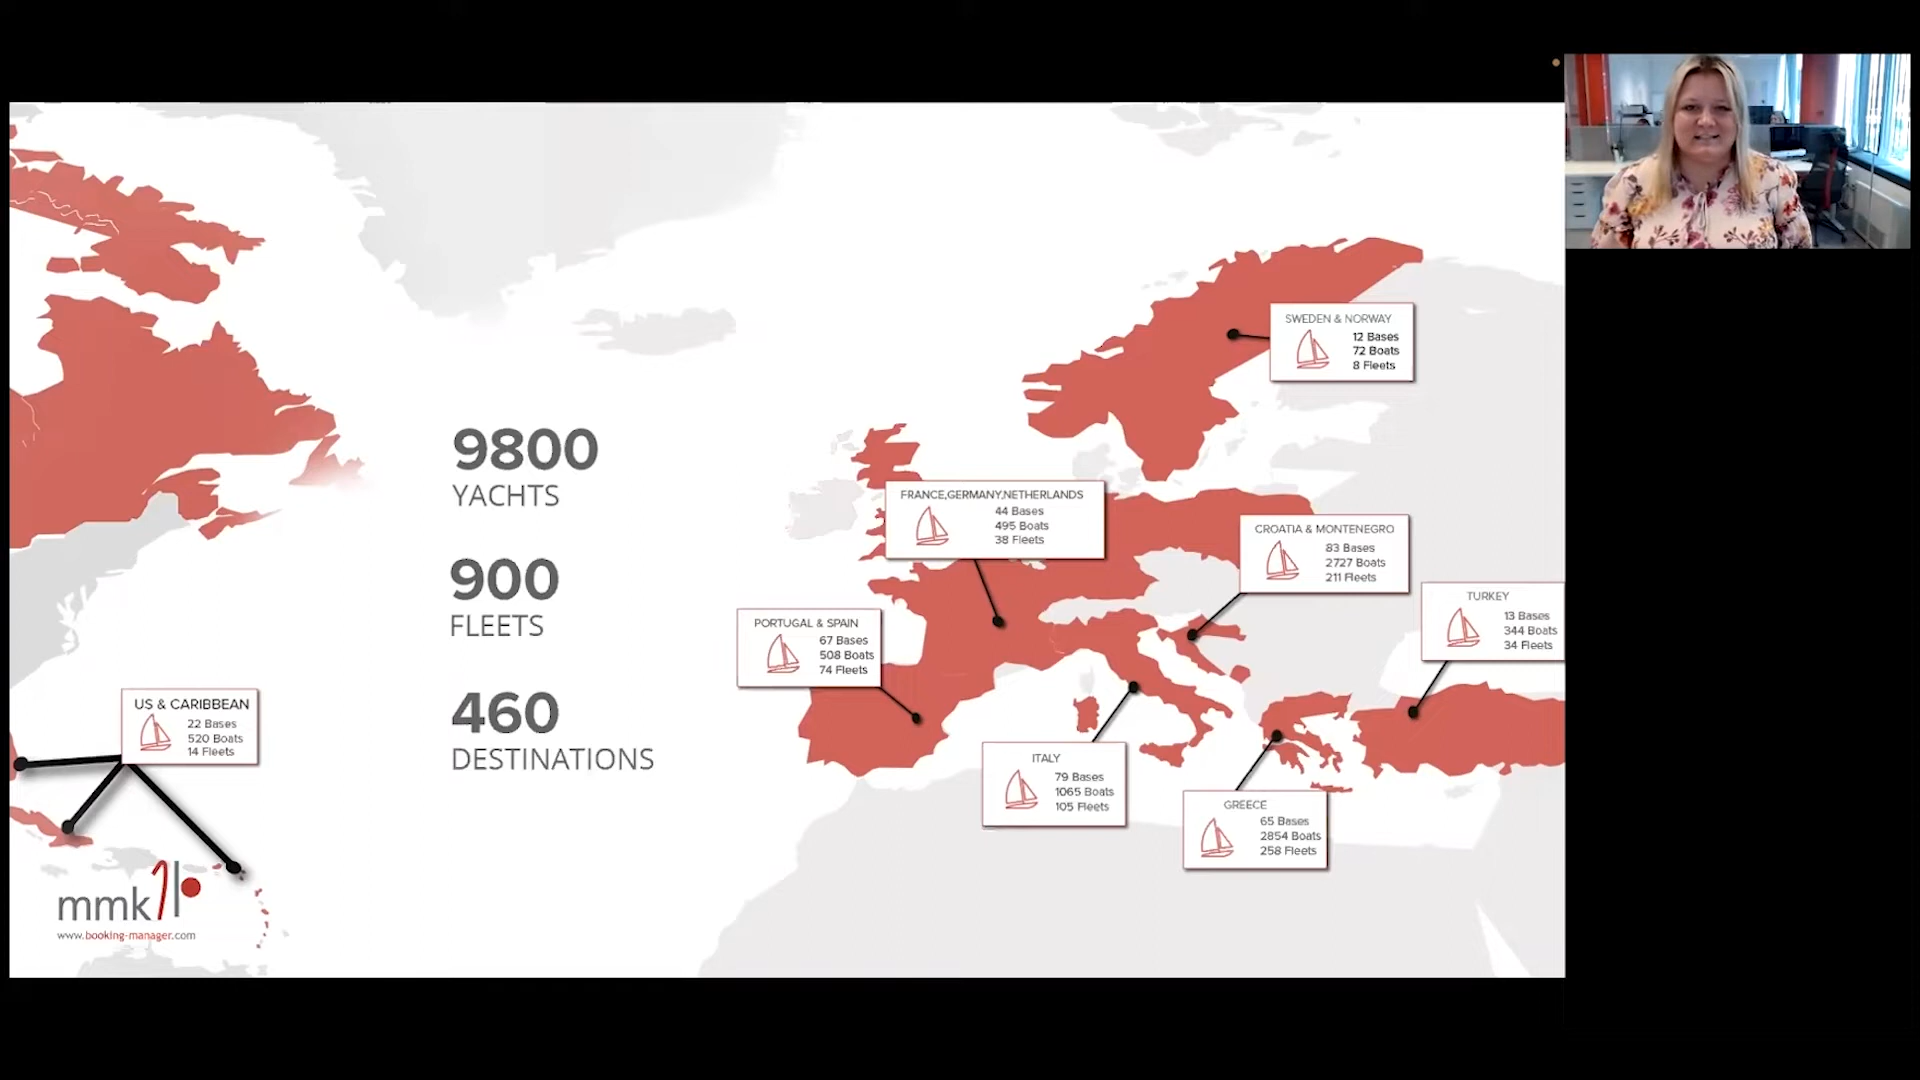 SWEDEN & NORWAY
12 Bases
72 Boats
8 Fleets
9800
YACHTS
900
FLEETS
460
DESTINATIONS
FRANCE,GERMANY,NETHERLANDS
44 Bases
495 Boats
38 Fleets
CROATIA & MONTENEGRO
83 Bases
2727 Boats
211 Fleets
TURKEY
13 Bases
344 Boats
34 Fleets
PORTUGAL & SPAIN
67 Bases
508 Boats
74 Fleets
US & CARIBBEAN
22 Bases
520 Boats
14 Fleets
ITALY
79 Bases
1065 Boats
105 Fleets
GREECE
65 Bases
2854 Boats
258 Fleets
mmk
www.booking-manager.com